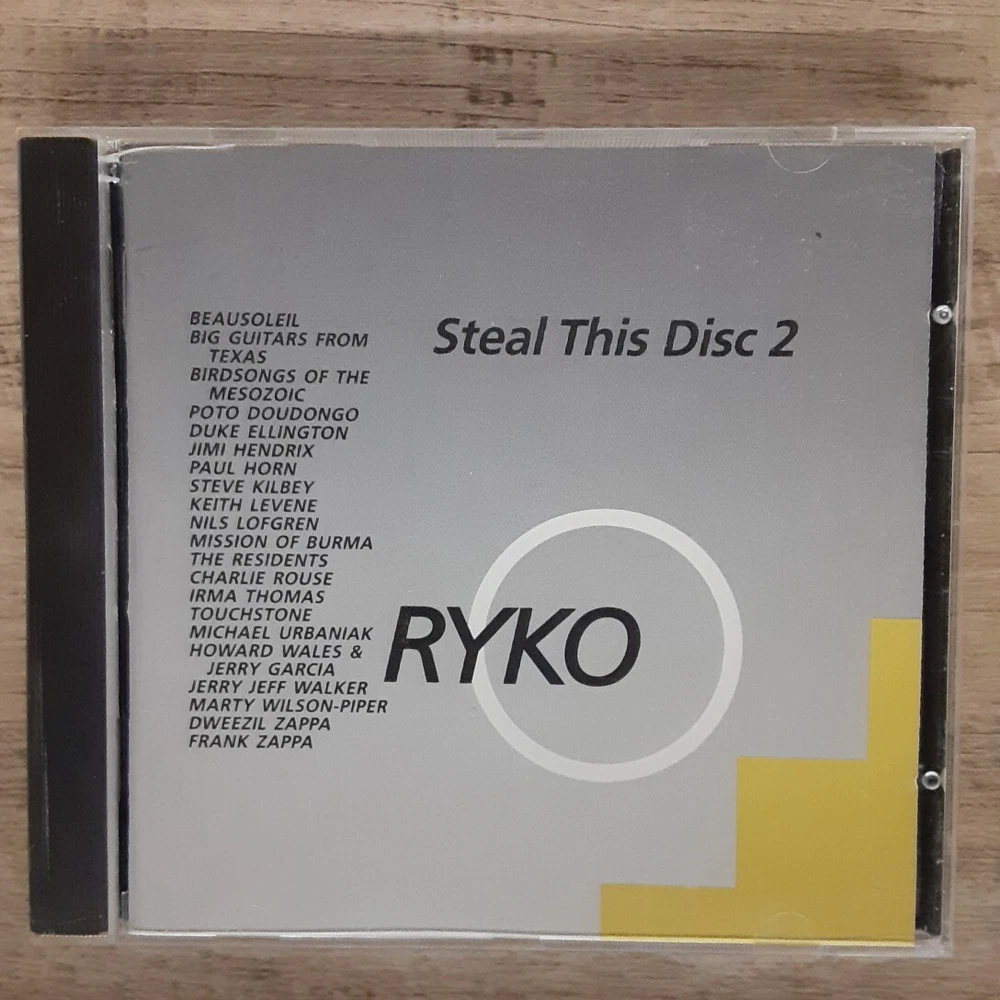 BEAUSOLEIL
BIG GUITARS FROM
TEXAS
BIRDSONGS OF THE
MESOZOIC
POTO DOUDONGO
DUKE ELLINGTON
JIMI HENDRIX
PAUL HORN
STEVE KILBEY
KEITH LEVENE
NILS LOFGREN
MISSION OF BURMA
THE RESIDENTS
CHARLIE ROUSE
IRMA THOMAS
TOUCHSTONE
MICHAEL URBANIAK
HOWARD WALES &
JERRY GARCIA
JERRY JEFF WALKER
MARTY WILSON-PIPER
DWEEZIL ZAPPA
FRANK ZAPPA
Steal This Disc 2
RYKO